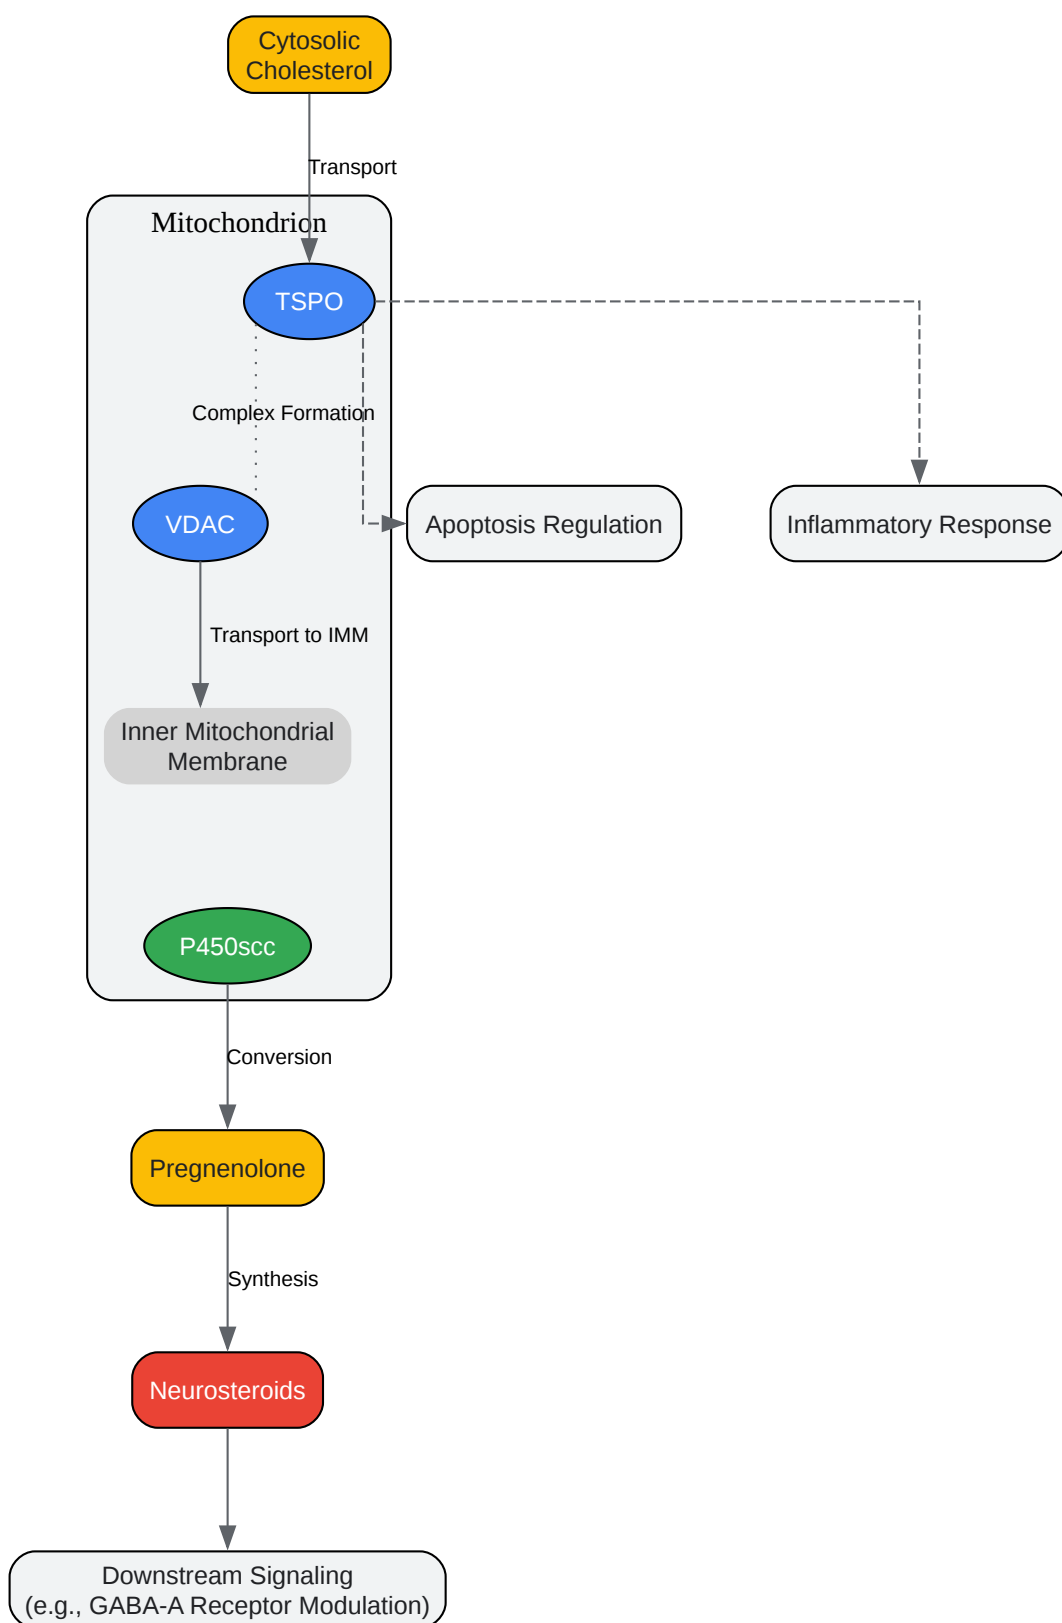 Cytosolic
Cholesterol
Transport
Mitochondrion
TSPO
Complex Formation
VDAC
Apoptosis Regulation
Inflammatory Response
Transport to IMM
Inner Mitochondrial
Membrane
P450scc
Conversion
Pregnenolone
Synthesis
Neurosteroids
Downstream Signaling
(e.g., GABA-A Receptor Modulation)